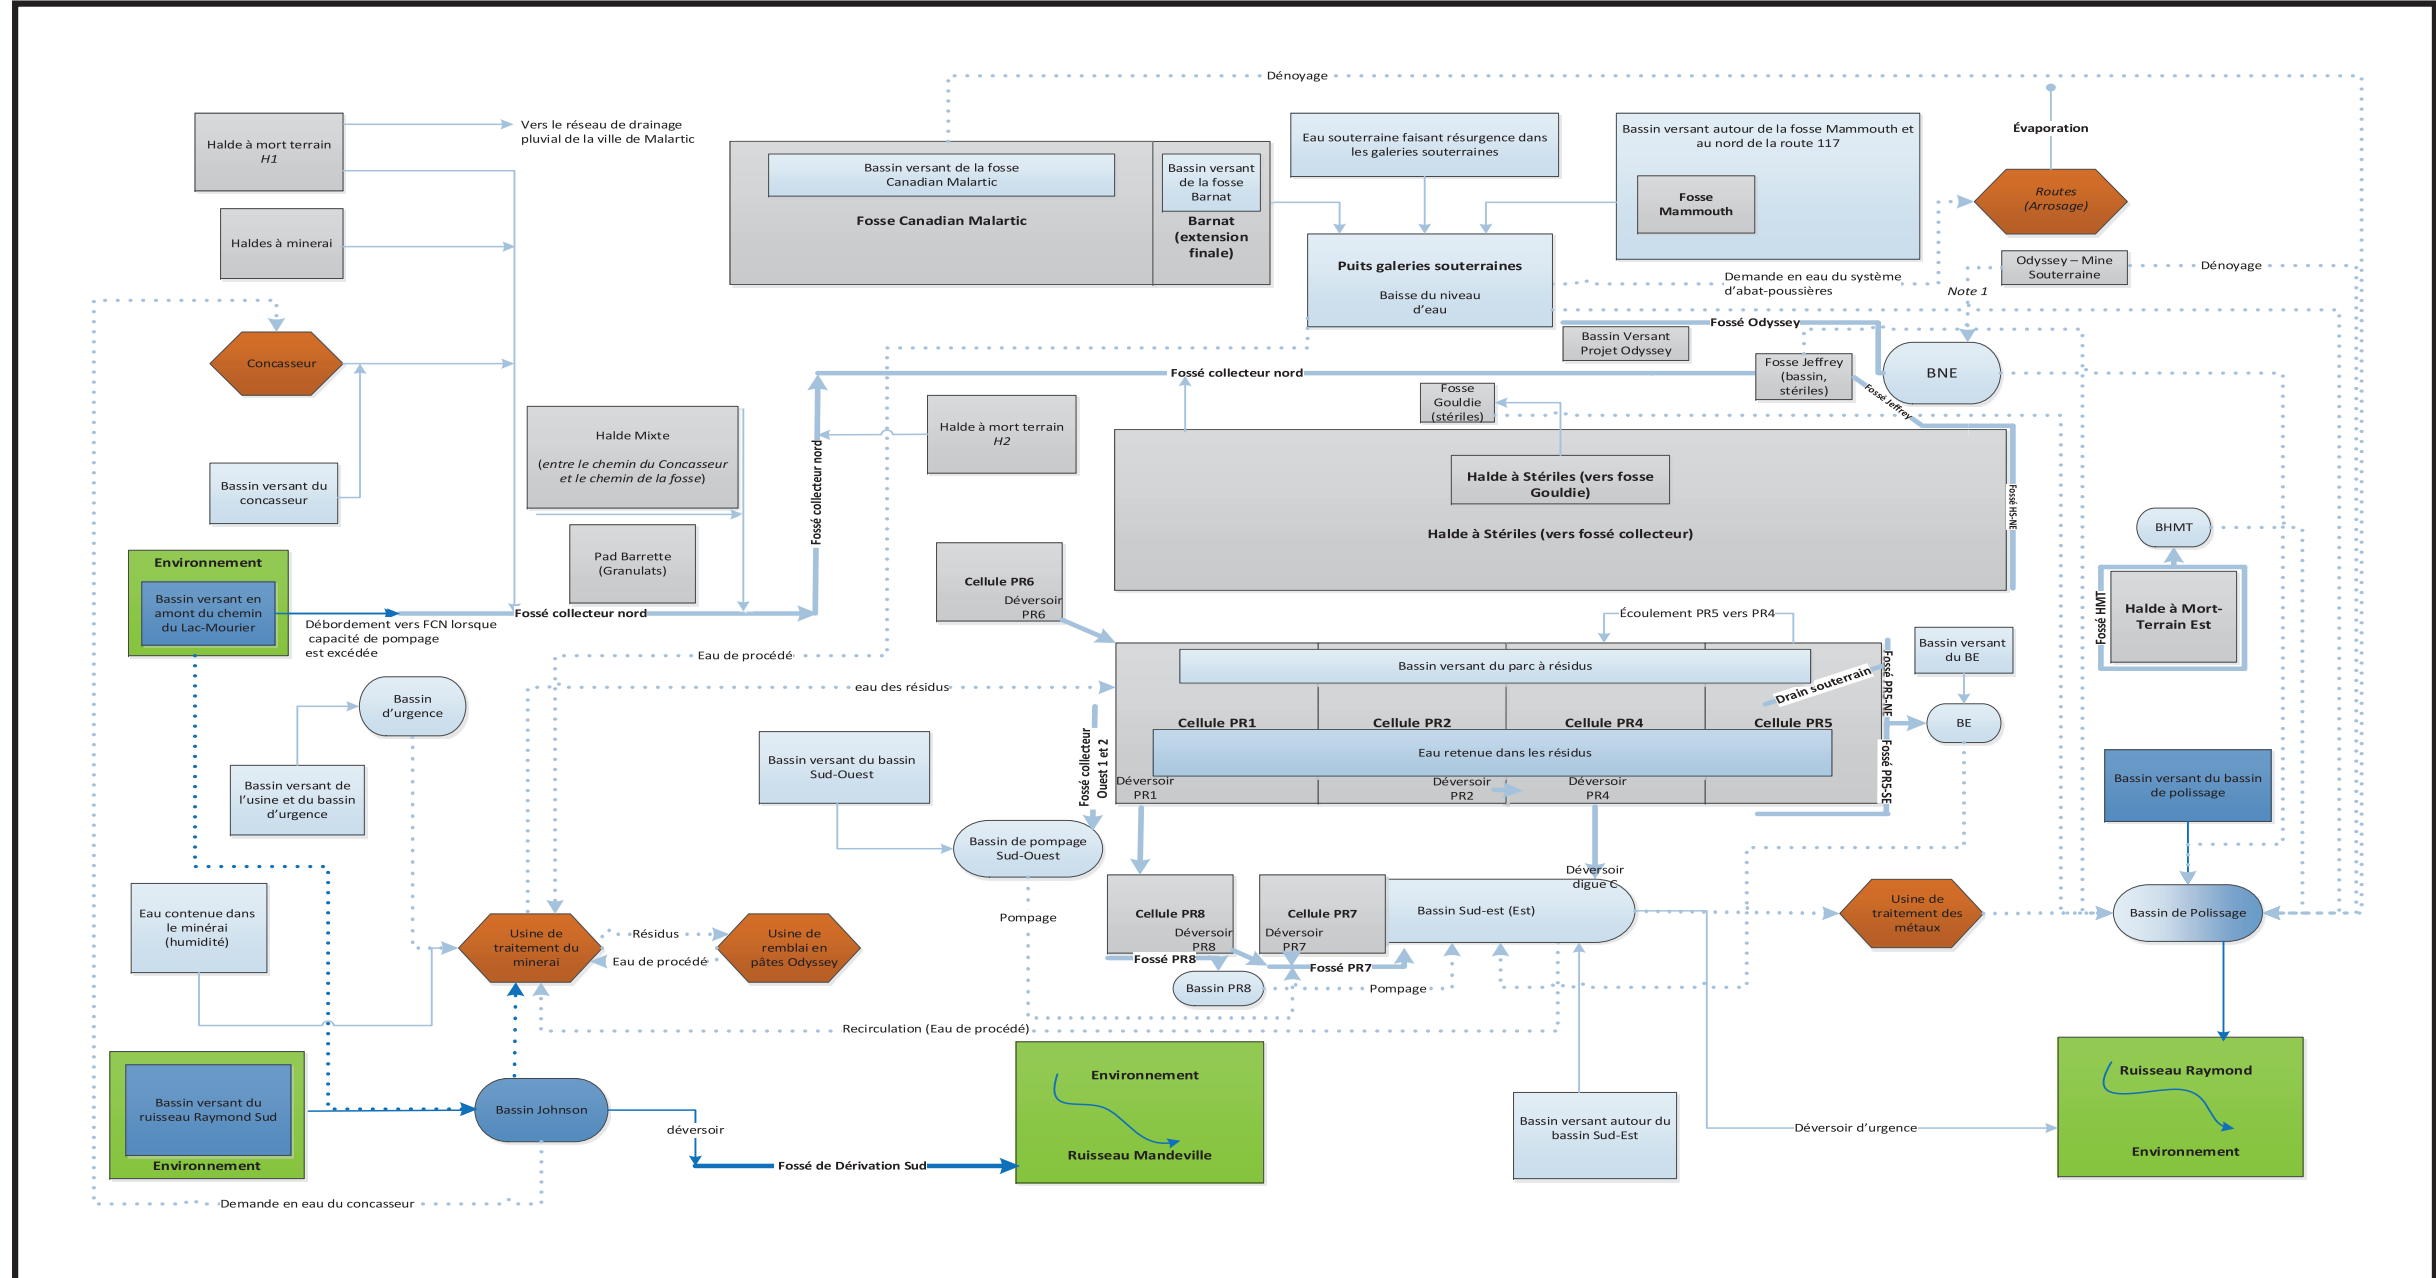 Dénoyage
Halde à mort terrain
H1
Vers le réseau de drainage
pluvial de la ville de Malartic
Haldes à minerai
Bassin versant de la fosse
Canadian Malartic
Fosse Canadian Malartic
Bassin versant
de la fosse
Barnat
Barnat
(extension
finale)
Eau souterraine faisant résurgence dans
les galeries souterraines
Bassin versant autour de la fosse Mammouth et
au nord de la route 117
Fosse
Mammouth
Évaporation
Routes
(Arrosage)
Puits galeries souterraines
Baisse du niveau
d'eau
Demande en eau du système
d'abat-poussières
Odyssey – Mine
Souterraine
Dénoyage
Note 1
Fossé Odyssey
Bassin Versant
Projet Odyssey
Concasseur
Fossé collecteur nord
Fosse Jeffrey
(bassin,
stériles)
BNE
Fossé Jeffrey
Fosse
Gouldie
(stériles)
Halde Mixte
(entre le chemin du Concasseur
et le chemin de la fosse)
Halde à mort terrain
H2
Fossé collecteur nord
Bassin versant du
concasseur
Halde à Stériles (vers fosse
Gouldie)
Halde à Stériles (vers fossé collecteur)
Fossé HS-NE
BHMT
Pad Barrette
(Granulats)
Environnement
Bassin versant en
amont du chemin
du Lac-Mourier
Cellule PR6
Déversoir
PR6
Fossé collecteur nord
Débordement vers FCN lorsque
capacité de pompage
est excédée
Écoulement PR5 vers PR4
Fossé HMT
Halde à Mort-
Terrain Est
Eau de procédé
Bassin versant du parc à résidus
Bassin versant
du BE
eau des résidus
Drain souterrain
Fossé PR5-NE
Bassin
d'urgence
Cellule PR1
Cellule PR2
Cellule PR4
Cellule PR5
BE
Fossé collecteur
Ouest 1 et 2
Eau retenue dans les résidus
Fossé PR5-SE
Bassin versant du bassin
Sud-Ouest
Bassin versant de
l'usine et du bassin
d'urgence
Déversoir
PR1
Déversoir
PR2
Déversoir
PR4
Bassin versant du bassin
de polissage
Bassin de pompage
Sud-Ouest
Déversoir
digue C
Eau contenue dans
le minérai
(humidité)
Pompage
Cellule PR8
Déversoir
PR8
Cellule PR7
Déversoir
PR7
Bassin Sud-est (Est)
Usine de
traitement des
métaux
Bassin de Polissage
Usine de
traitement du
minerai
Résidus
Eau de procédé
Usine de
remblai en
pâtes Odyssey
Fossé PR8
Fossé PR7
Bassin PR8
Pompage
Recirculation (Eau de procédé)
Bassin versant du
ruisseau Raymond Sud
Environnement
Bassin Johnson
déversoir
Fossé de Dérivation Sud
Environnement
Ruisseau Mandeville
Bassin versant autour du
bassin Sud-Est
Déversoir d'urgence
Ruisseau Raymond
Environnement
Demande en eau du concasseur